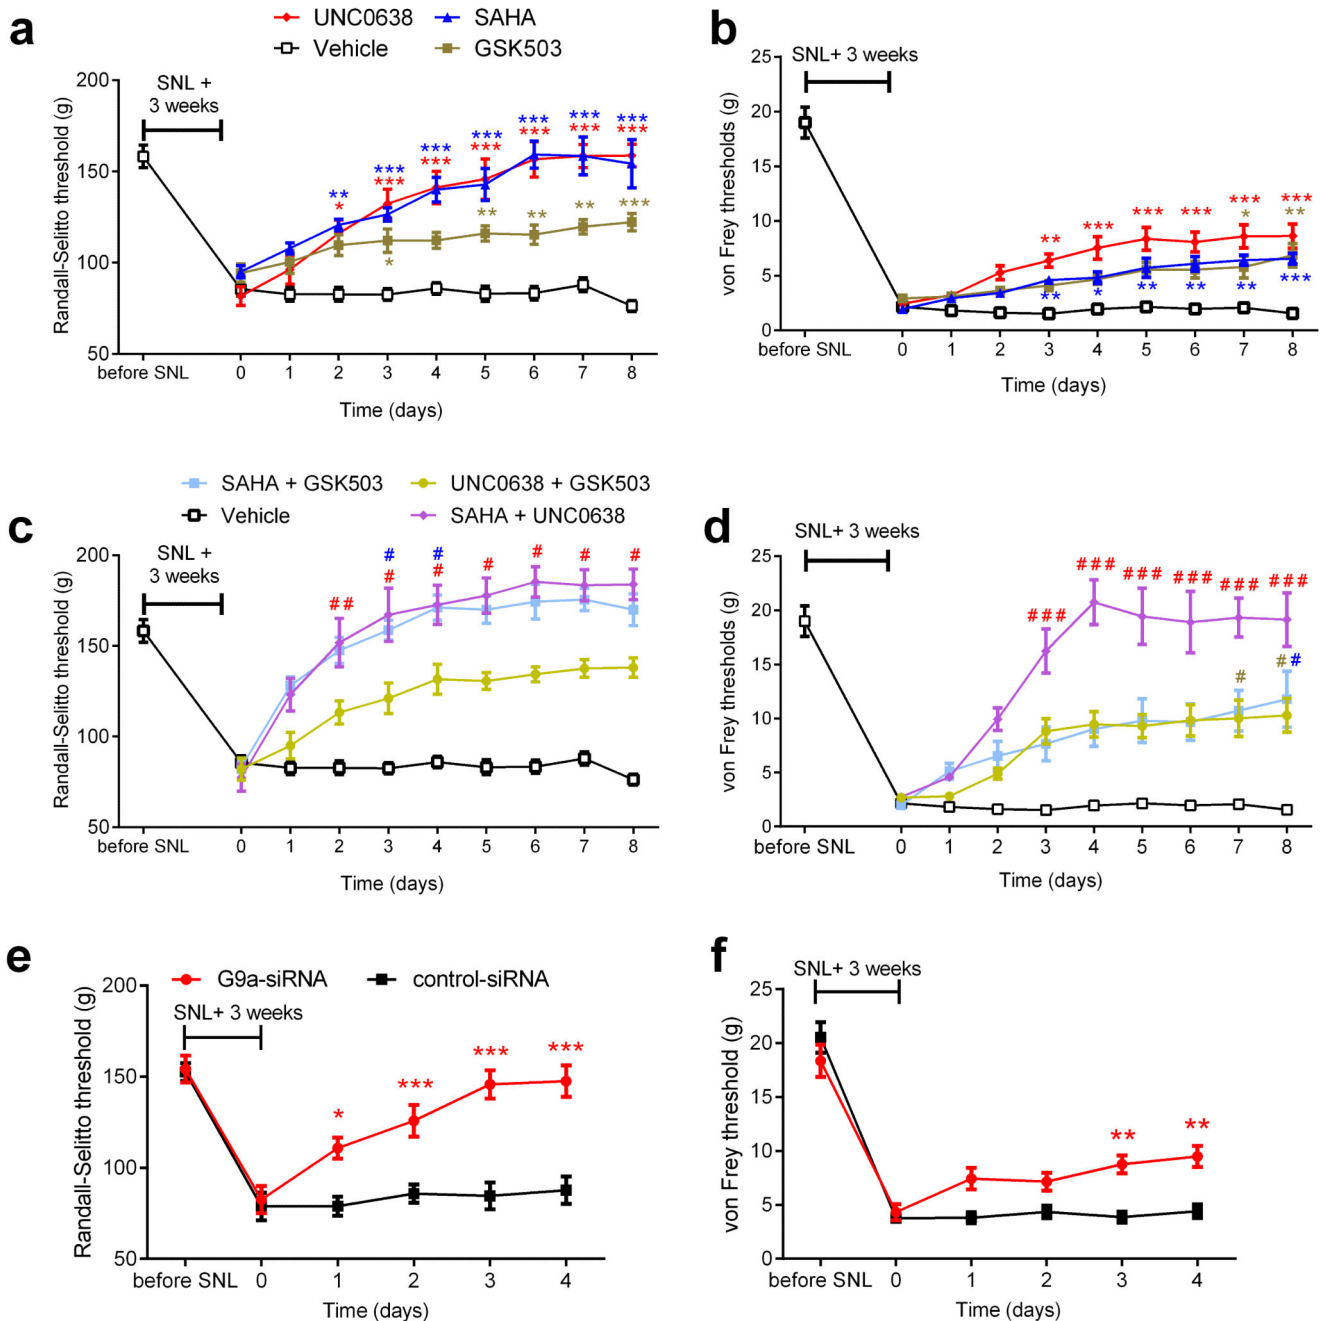 a
UNC0638
SAHA
Vehicle
GSK503
Randall-Selitto threshold (g)
200
150
100
50
SNL +
3 weeks
*** *** ***
*** *** *** *** *** ***
** *** *** ***
*
** ** ** ***
*
before SNL 0 1 2 3 4 5 6 7 8
Time (days)
b
von Frey thresholds (g)
25
20
15
10
5
0
SNL+ 3 weeks
** *** *** *** *** ***
* **
** * ** ** ** ***
before SNL 0 1 2 3 4 5 6 7 8
Time (days)
c
SAHA + GSK503
UNC0638 + GSK503
Vehicle
SAHA + UNC0638
Randall-Selitto threshold (g)
200
150
100
50
SNL +
3 weeks
# #
## # # # # # #
before SNL 0 1 2 3 4 5 6 7 8
Time (days)
d
von Frey thresholds (g)
25
20
15
10
5
0
SNL+ 3 weeks
### ### ### ### ### ###
# # #
before SNL 0 1 2 3 4 5 6 7 8
Time (days)
e
G9a-siRNA
control-siRNA
Randall-Selitto threshold (g)
200
150
100
50
SNL+ 3 weeks
* *** *** ***
before SNL 0 1 2 3 4
Time (days)
f
von Frey threshold (g)
25
20
15
10
5
0
SNL+ 3 weeks
** **
before SNL 0 1 2 3 4
Time (days)